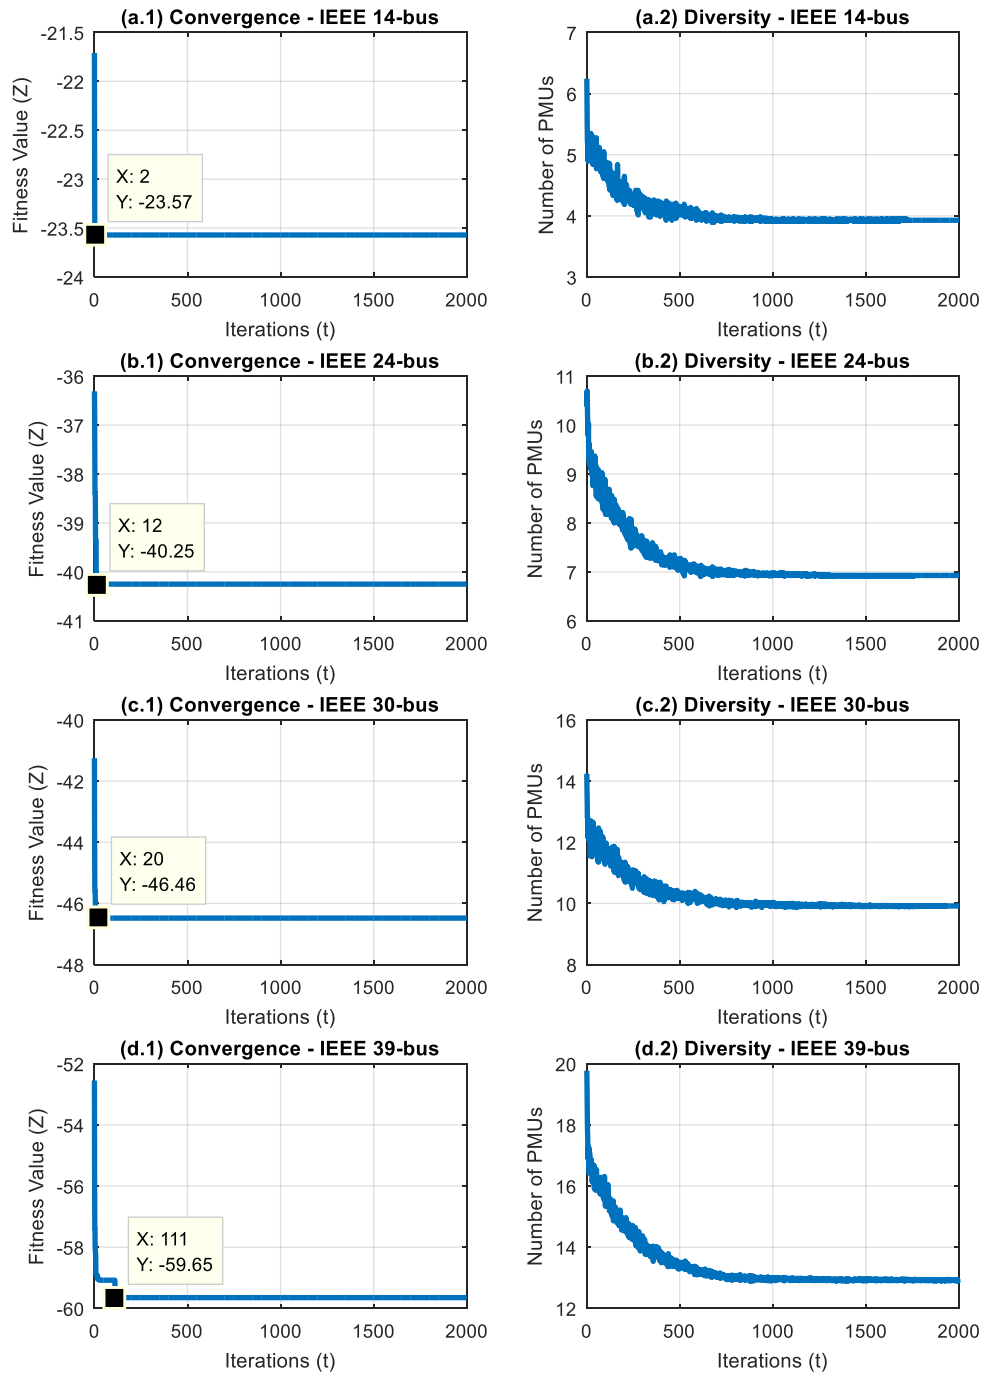 (a.1) Convergence - IEEE 14-bus
Fitness Value (Z)
-21.5
-22
-22.5
-23
-23.5
-24
X: 2
Y: -23.57
0 500 1000 1500 2000
Iterations (t)
(a.2) Diversity - IEEE 14-bus
Number of PMUs
7
6
5
4
3
0 500 1000 1500 2000
Iterations (t)
(b.1) Convergence - IEEE 24-bus
Fitness Value (Z)
-36
-37
-38
-39
-40
-41
X: 12
Y: -40.25
0 500 1000 1500 2000
Iterations (t)
(b.2) Diversity - IEEE 24-bus
Number of PMUs
11
10
9
8
7
6
0 500 1000 1500 2000
Iterations (t)
(c.1) Convergence - IEEE 30-bus
Fitness Value (Z)
-40
-42
-44
-46
-48
X: 20
Y: -46.46
0 500 1000 1500 2000
Iterations (t)
(c.2) Diversity - IEEE 30-bus
Number of PMUs
16
14
12
10
8
0 500 1000 1500 2000
Iterations (t)
(d.1) Convergence - IEEE 39-bus
Fitness Value (Z)
-52
-54
-56
-58
-60
X: 111
Y: -59.65
0 500 1000 1500 2000
Iterations (t)
(d.2) Diversity - IEEE 39-bus
Number of PMUs
20
18
16
14
12
0 500 1000 1500 2000
Iterations (t)